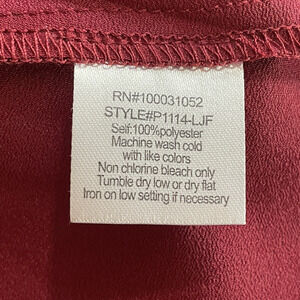 RN#100031052
STYLE#P1114-LJF
Self:100%polyester
Machine wash cold
with like colors
Non chlorine bleach only
Tumble dry low or dry flat
Iron on low setting if necessary